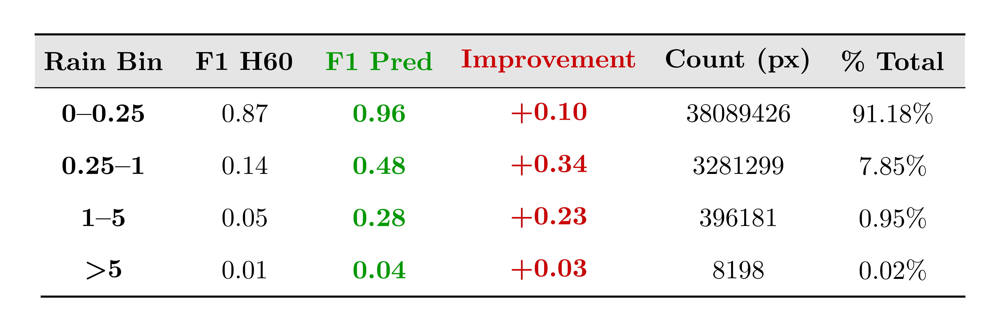 Rain Bin F1 H60 F1 Pred Improvement Count (px) % Total
0–0.25 0.87 0.96 +0.10 38089426 91.18%
0.25–1 0.14 0.48 +0.34 3281299 7.85%
1–5 0.05 0.28 +0.23 396181 0.95%
>5 0.01 0.04 +0.03 8198 0.02%